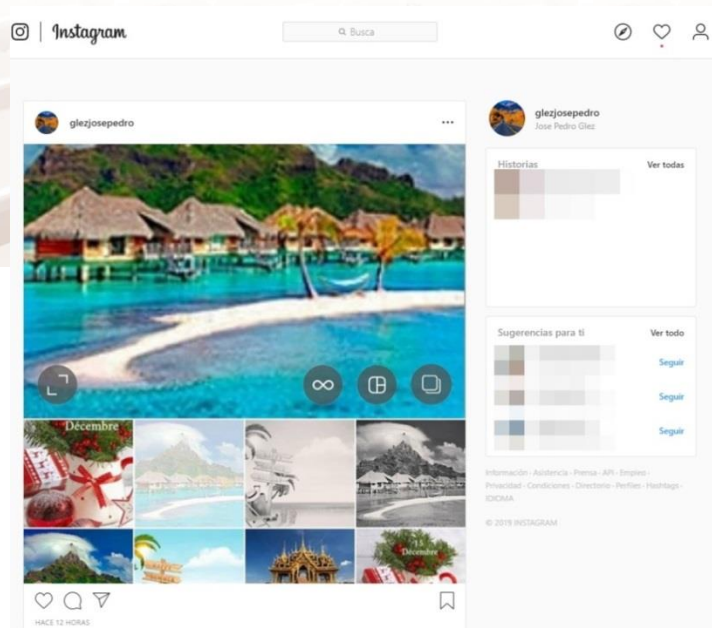 Instagram
Busca
glezjosepedro
glezjosepedro
Jose Pedro Glez
Historias
Ver todas
Sugerencias para ti
Ver todo
Seguir
Seguir
Seguir
Información · Asistencia · Prensa · API · Empleo ·
Privacidad · Condiciones · Directorio · Perfiles · Hashtags ·
IDIOMA
© 2019 INSTAGRAM
Décembre
Décembre
HACE 12 HORAS